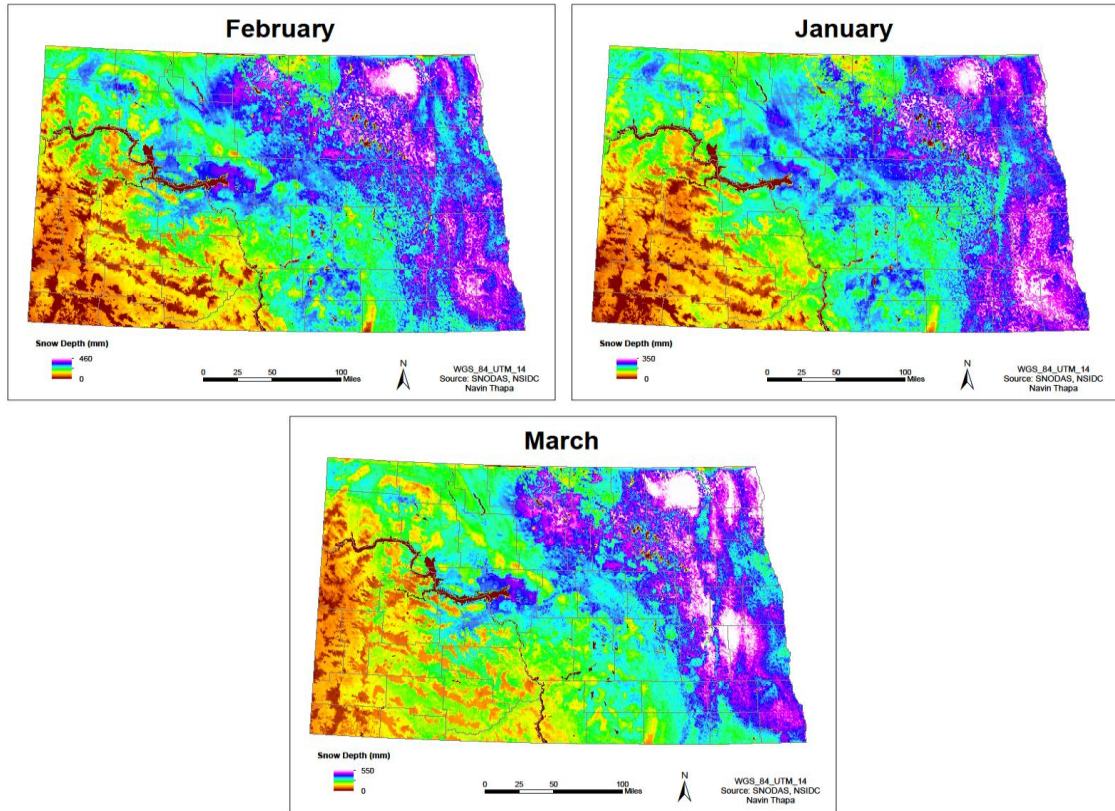 February
Snow Depth (mm)
460
0
0 25 50 100
Miles
N
WGS_84_UTM_14
Source: SNODAS, NSIDC
Navin Thapa
January
Snow Depth (mm)
350
0
0 25 50 100
Miles
N
WGS_84_UTM_14
Source: SNODAS, NSIDC
Navin Thapa
March
Snow Depth (mm)
550
0
0 25 50 100
Miles
N
WGS_84_UTM_14
Source: SNODAS, NSIDC
Navin Thapa